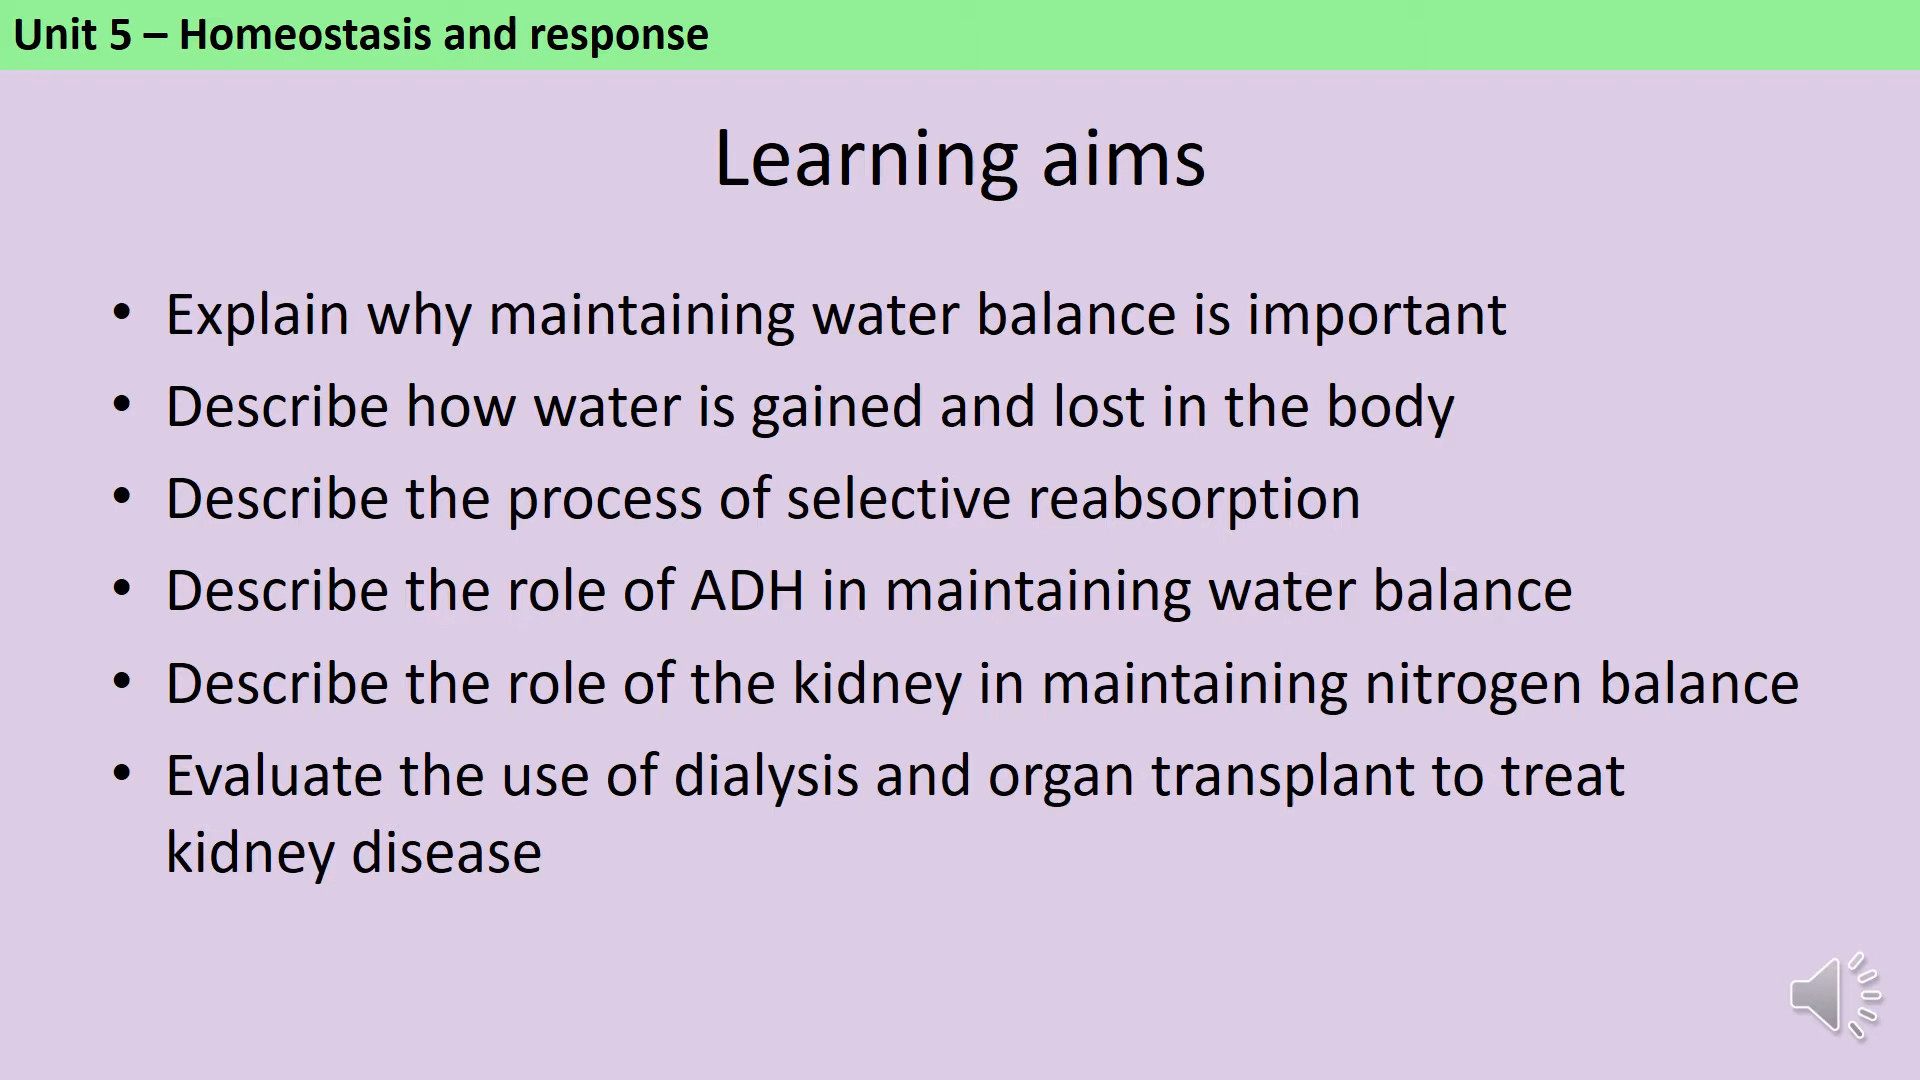 Unit 5 – Homeostasis and response
Learning aims
• Explain why maintaining water balance is important
• Describe how water is gained and lost in the body
• Describe the process of selective reabsorption
• Describe the role of ADH in maintaining water balance
• Describe the role of the kidney in maintaining nitrogen balance
• Evaluate the use of dialysis and organ transplant to treat
kidney disease